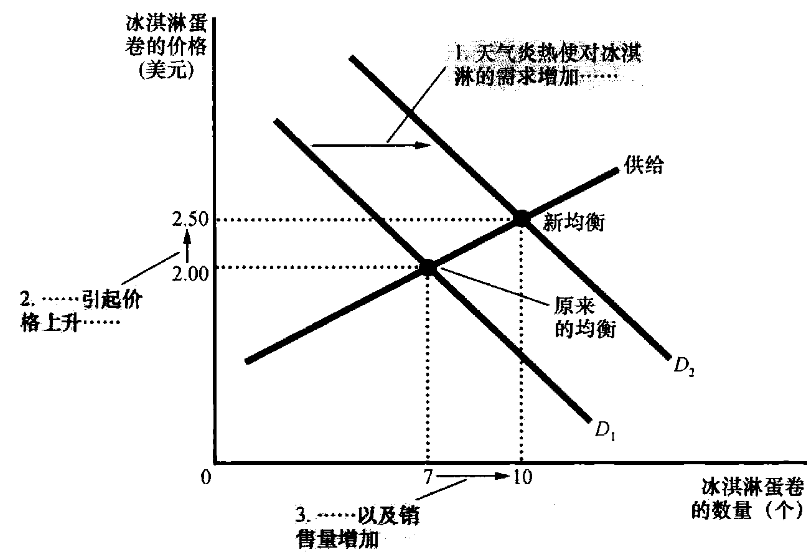 冰淇淋蛋
卷的价格
(美元)
1. 天气炎热使对冰淇
淋的需求增加……
供给
2.50
新均衡
2.00
2. ……引起价
格上升……
原来
的均衡
D₂
D₁
0
7
10
冰淇淋蛋卷
的数量（个）
3. ……以及销
售量增加